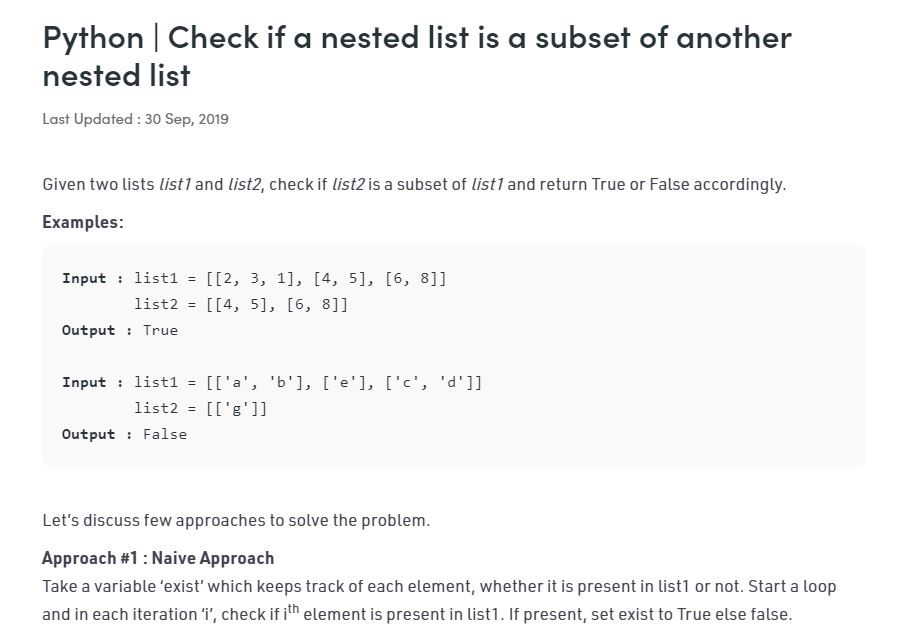 Python | Check if a nested list is a subset of another
nested list
Last Updated : 30 Sep, 2019
Given two lists list1 and list2, check if list2 is a subset of list1 and return True or False accordingly.
Examples:
Input : list1 = [[2, 3, 1], [4, 5], [6, 8]]
list2 = [[4, 5], [6, 8]]
Output : True
Input : list1 = [['a', 'b'], ['e'], ['c', 'd']]
list2 = [['g']]
Output : False
Let's discuss few approaches to solve the problem.
Approach #1 : Naive Approach
Take a variable 'exist' which keeps track of each element, whether it is present in list1 or not. Start a loop
and in each iteration 'i', check if ith element is present in list1. If present, set exist to True else false.